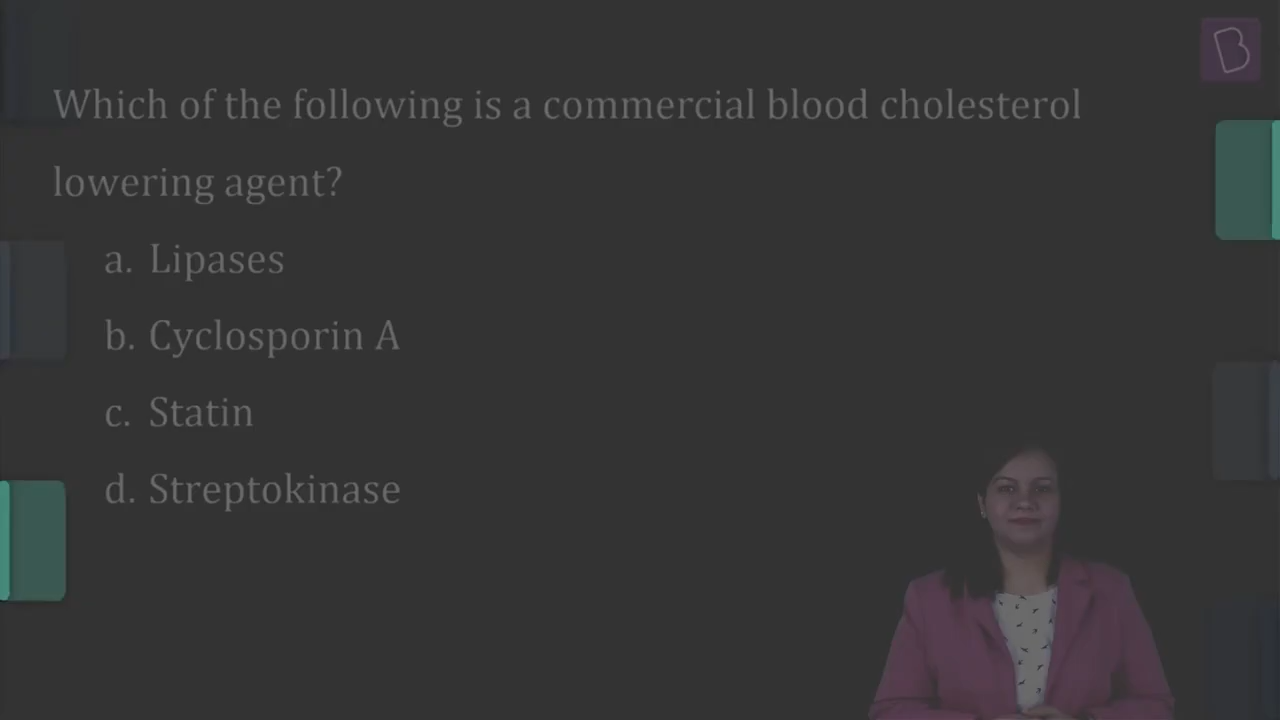 Which of the following is a commercial blood cholesterol
lowering agent?
a. Lipases
b. Cyclosporin A
c. Statin
d. Streptokinase
B